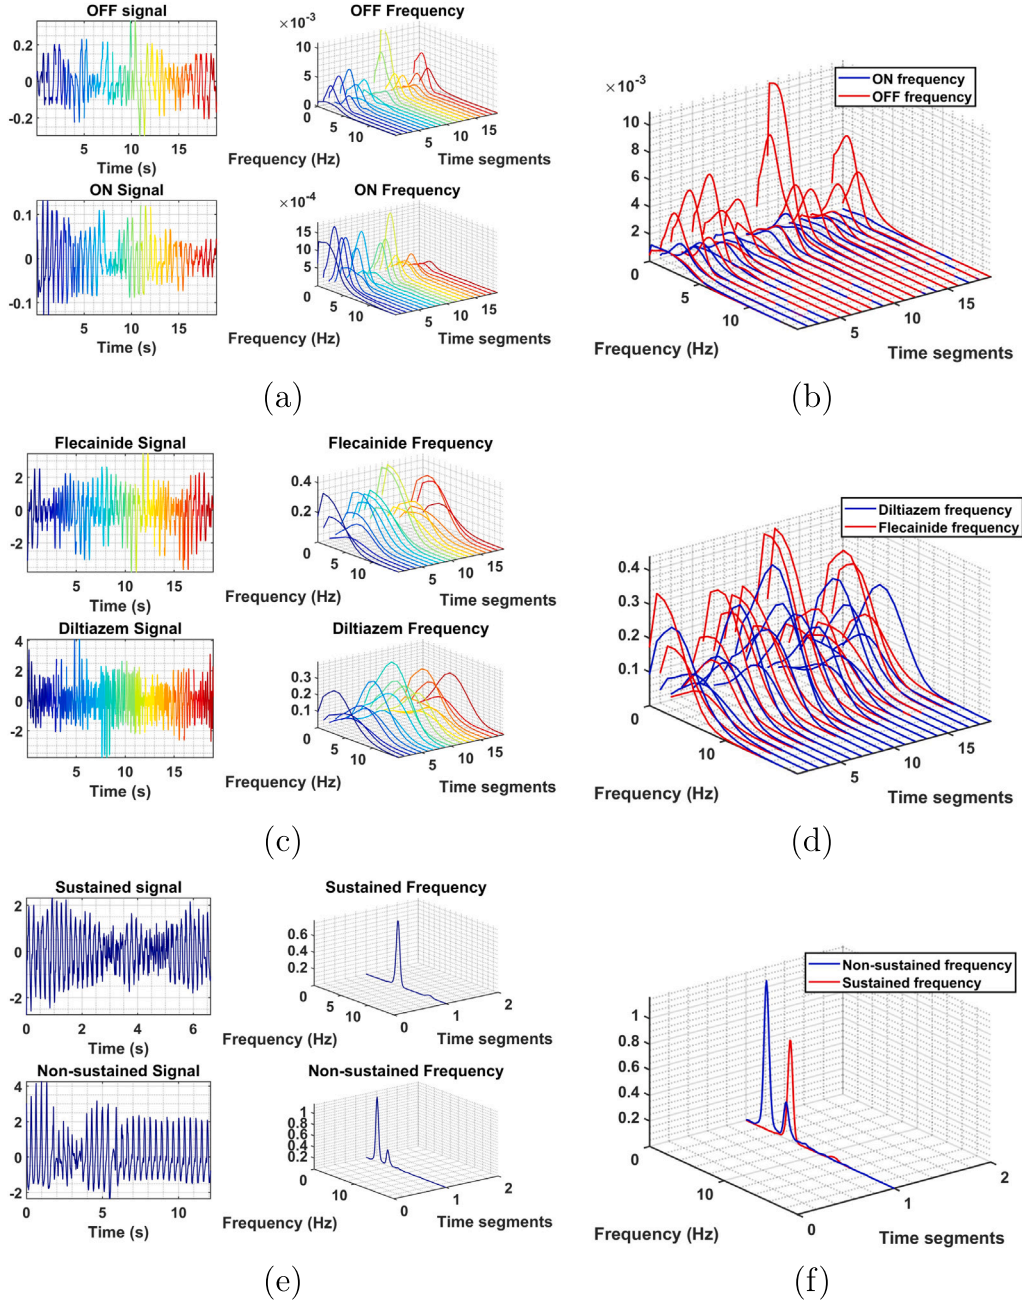 OFF signal
0.2
0
-0.2
5 10 15
Time (s)
OFF Frequency
×10⁻³
10
5
0
5
10
5 10 15
Frequency (Hz)
Time segments
ON Signal
0.1
0
-0.1
5 10 15
Time (s)
ON Frequency
×10⁻⁴
15
10
5
0
5
10
5 10 15
Frequency (Hz)
Time segments
(a)
×10⁻³
ON frequency
OFF frequency
10
8
6
4
2
0
5
10
5
10
15
Frequency (Hz)
Time segments
(b)
Flecainide Signal
2
0
-2
5 10 15
Time (s)
Flecainide Frequency
0.4
0.2
0
5
10
5 10 15
Frequency (Hz)
Time segments
Diltiazem Signal
4
2
0
-2
5 10 15
Time (s)
Diltiazem Frequency
0.3
0.2
0.1
0
5
10
5 10 15
Frequency (Hz)
Time segments
(c)
Diltiazem frequency
Flecainide frequency
0.4
0.3
0.2
0.1
0
10
5
10
15
Frequency (Hz)
Time segments
(d)
Sustained signal
2
0
-2
0 2 4 6
Time (s)
Sustained Frequency
0.6
0.4
0.2
0
5
10
0 1 2
Frequency (Hz)
Time segments
Non-sustained Signal
4
2
0
-2
0 5 10
Time (s)
Non-sustained Frequency
1
0.8
0.6
0.4
0.2
0
10
0 1 2
Frequency (Hz)
Time segments
(e)
Non-sustained frequency
Sustained frequency
1
0.8
0.6
0.4
0.2
0
10
0
1
2
Frequency (Hz)
Time segments
(f)